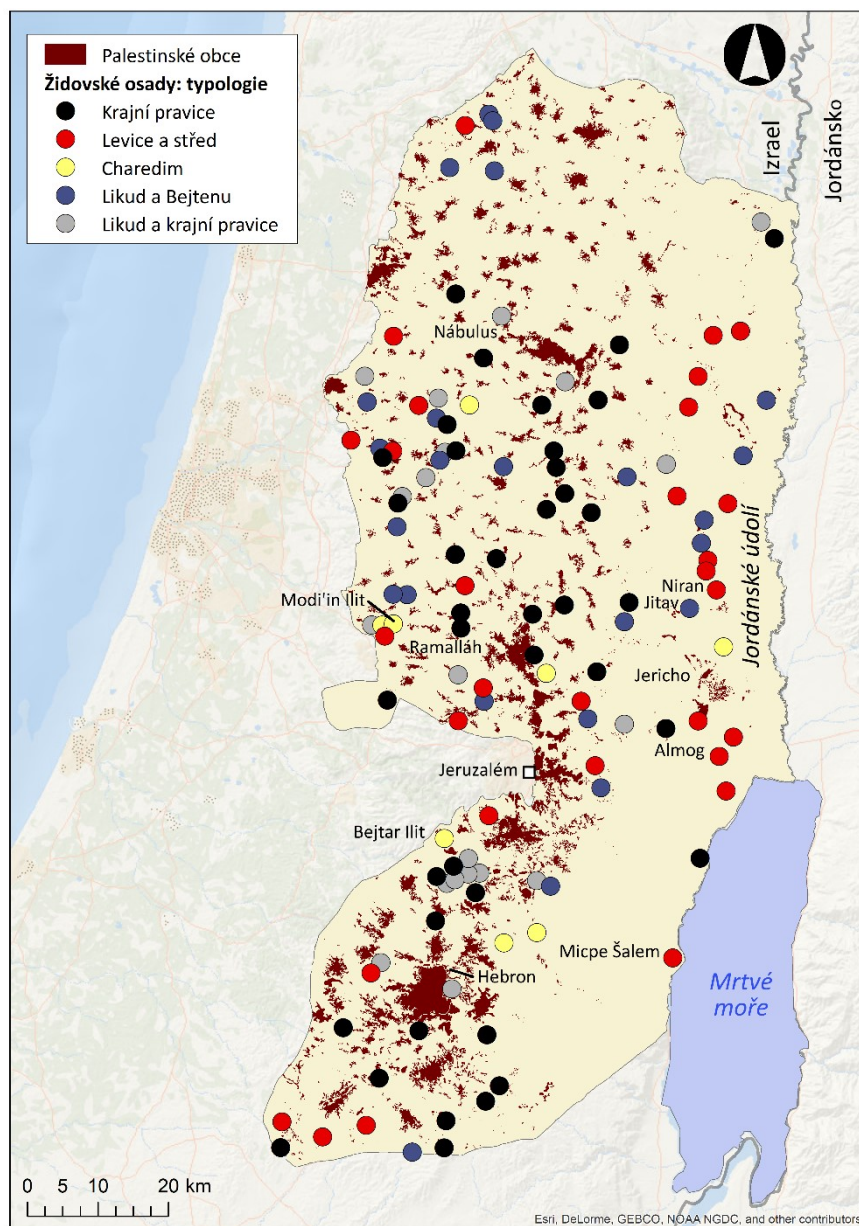 Palestinské obce
Židovské osady: typologie
Krajní pravice
Levice a střed
Charedim
Likud a Bejtenu
Likud a krajní pravice
Izrael
Jordánsko
Nábulus
Jordánské údolí
Niran
Modi'in Ilit
Jitav
Ramalláh
Jericho
Almog
Jeruzalém
Bejtar Ilit
Micpe Šalem
Hebron
Mrtvé
moře
0 5 10 20 km
Esri, DeLorme, GEBCO, NOAA NGDC, and other contributors